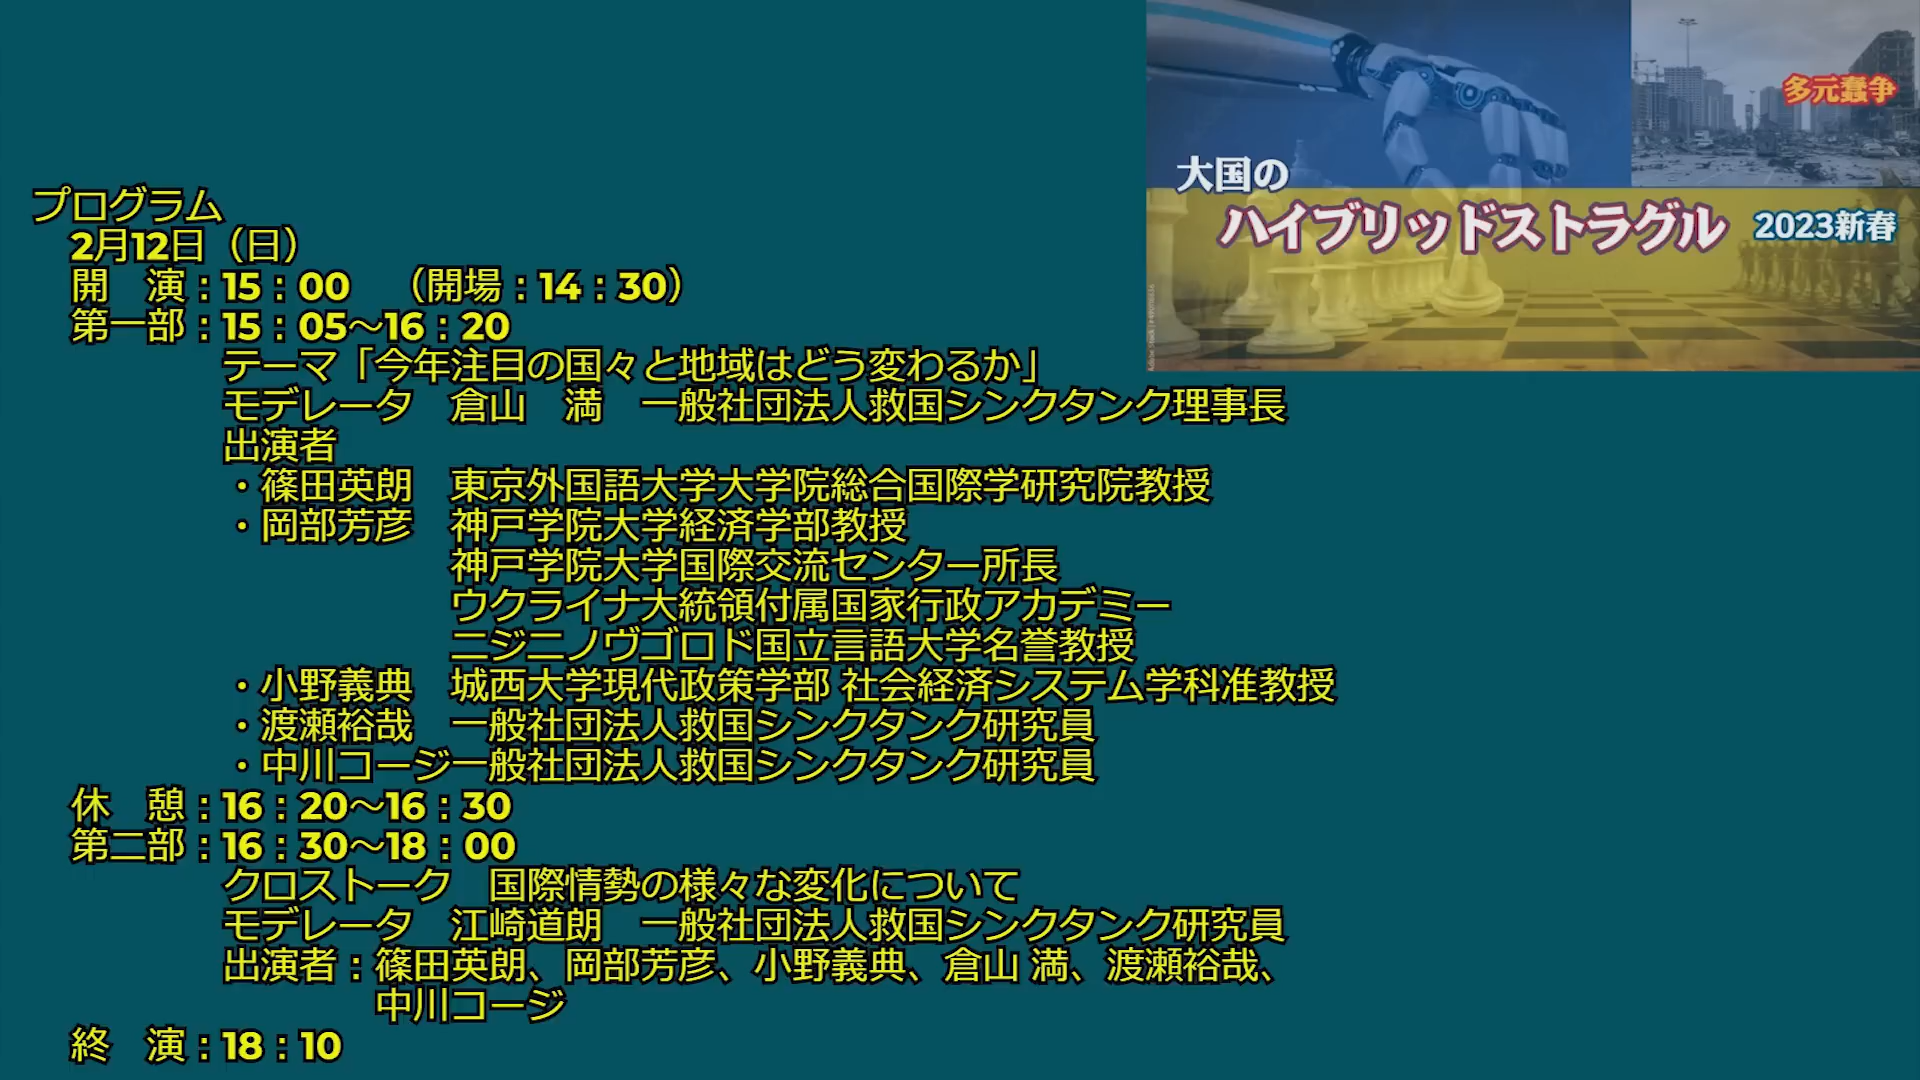 多元蠢争
大国の
ハイブリッドストラグル 2023新春
プログラム
2月12日（日）
開　演：15：00　（開場：14：30）
第一部：15：05～16：20
テーマ「今年注目の国々と地域はどう変わるか」
モデレータ　倉山　満　一般社団法人救国シンクタンク理事長
出演者
・篠田英朗　東京外国語大学大学院総合国際学研究院教授
・岡部芳彦　神戸学院大学経済学部教授
神戸学院大学国際交流センター所長
ウクライナ大統領付属国家行政アカデミー
ニジニノヴゴロド国立言語大学名誉教授
・小野義典　城西大学現代政策学部 社会経済システム学科准教授
・渡瀬裕哉　一般社団法人救国シンクタンク研究員
・中川コージ一般社団法人救国シンクタンク研究員
休　憩：16：20～16：30
第二部：16：30～18：00
クロストーク　国際情勢の様々な変化について
モデレータ　江崎道朗　一般社団法人救国シンクタンク研究員
出演者：篠田英朗、岡部芳彦、小野義典、倉山 満、渡瀬裕哉、
中川コージ
終　演：18：10